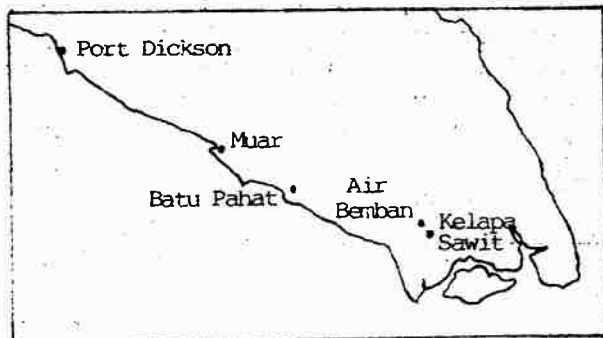 Port Dickson
Muar
Batu Pahat
Air
Bemban
Kelapa
Sawit